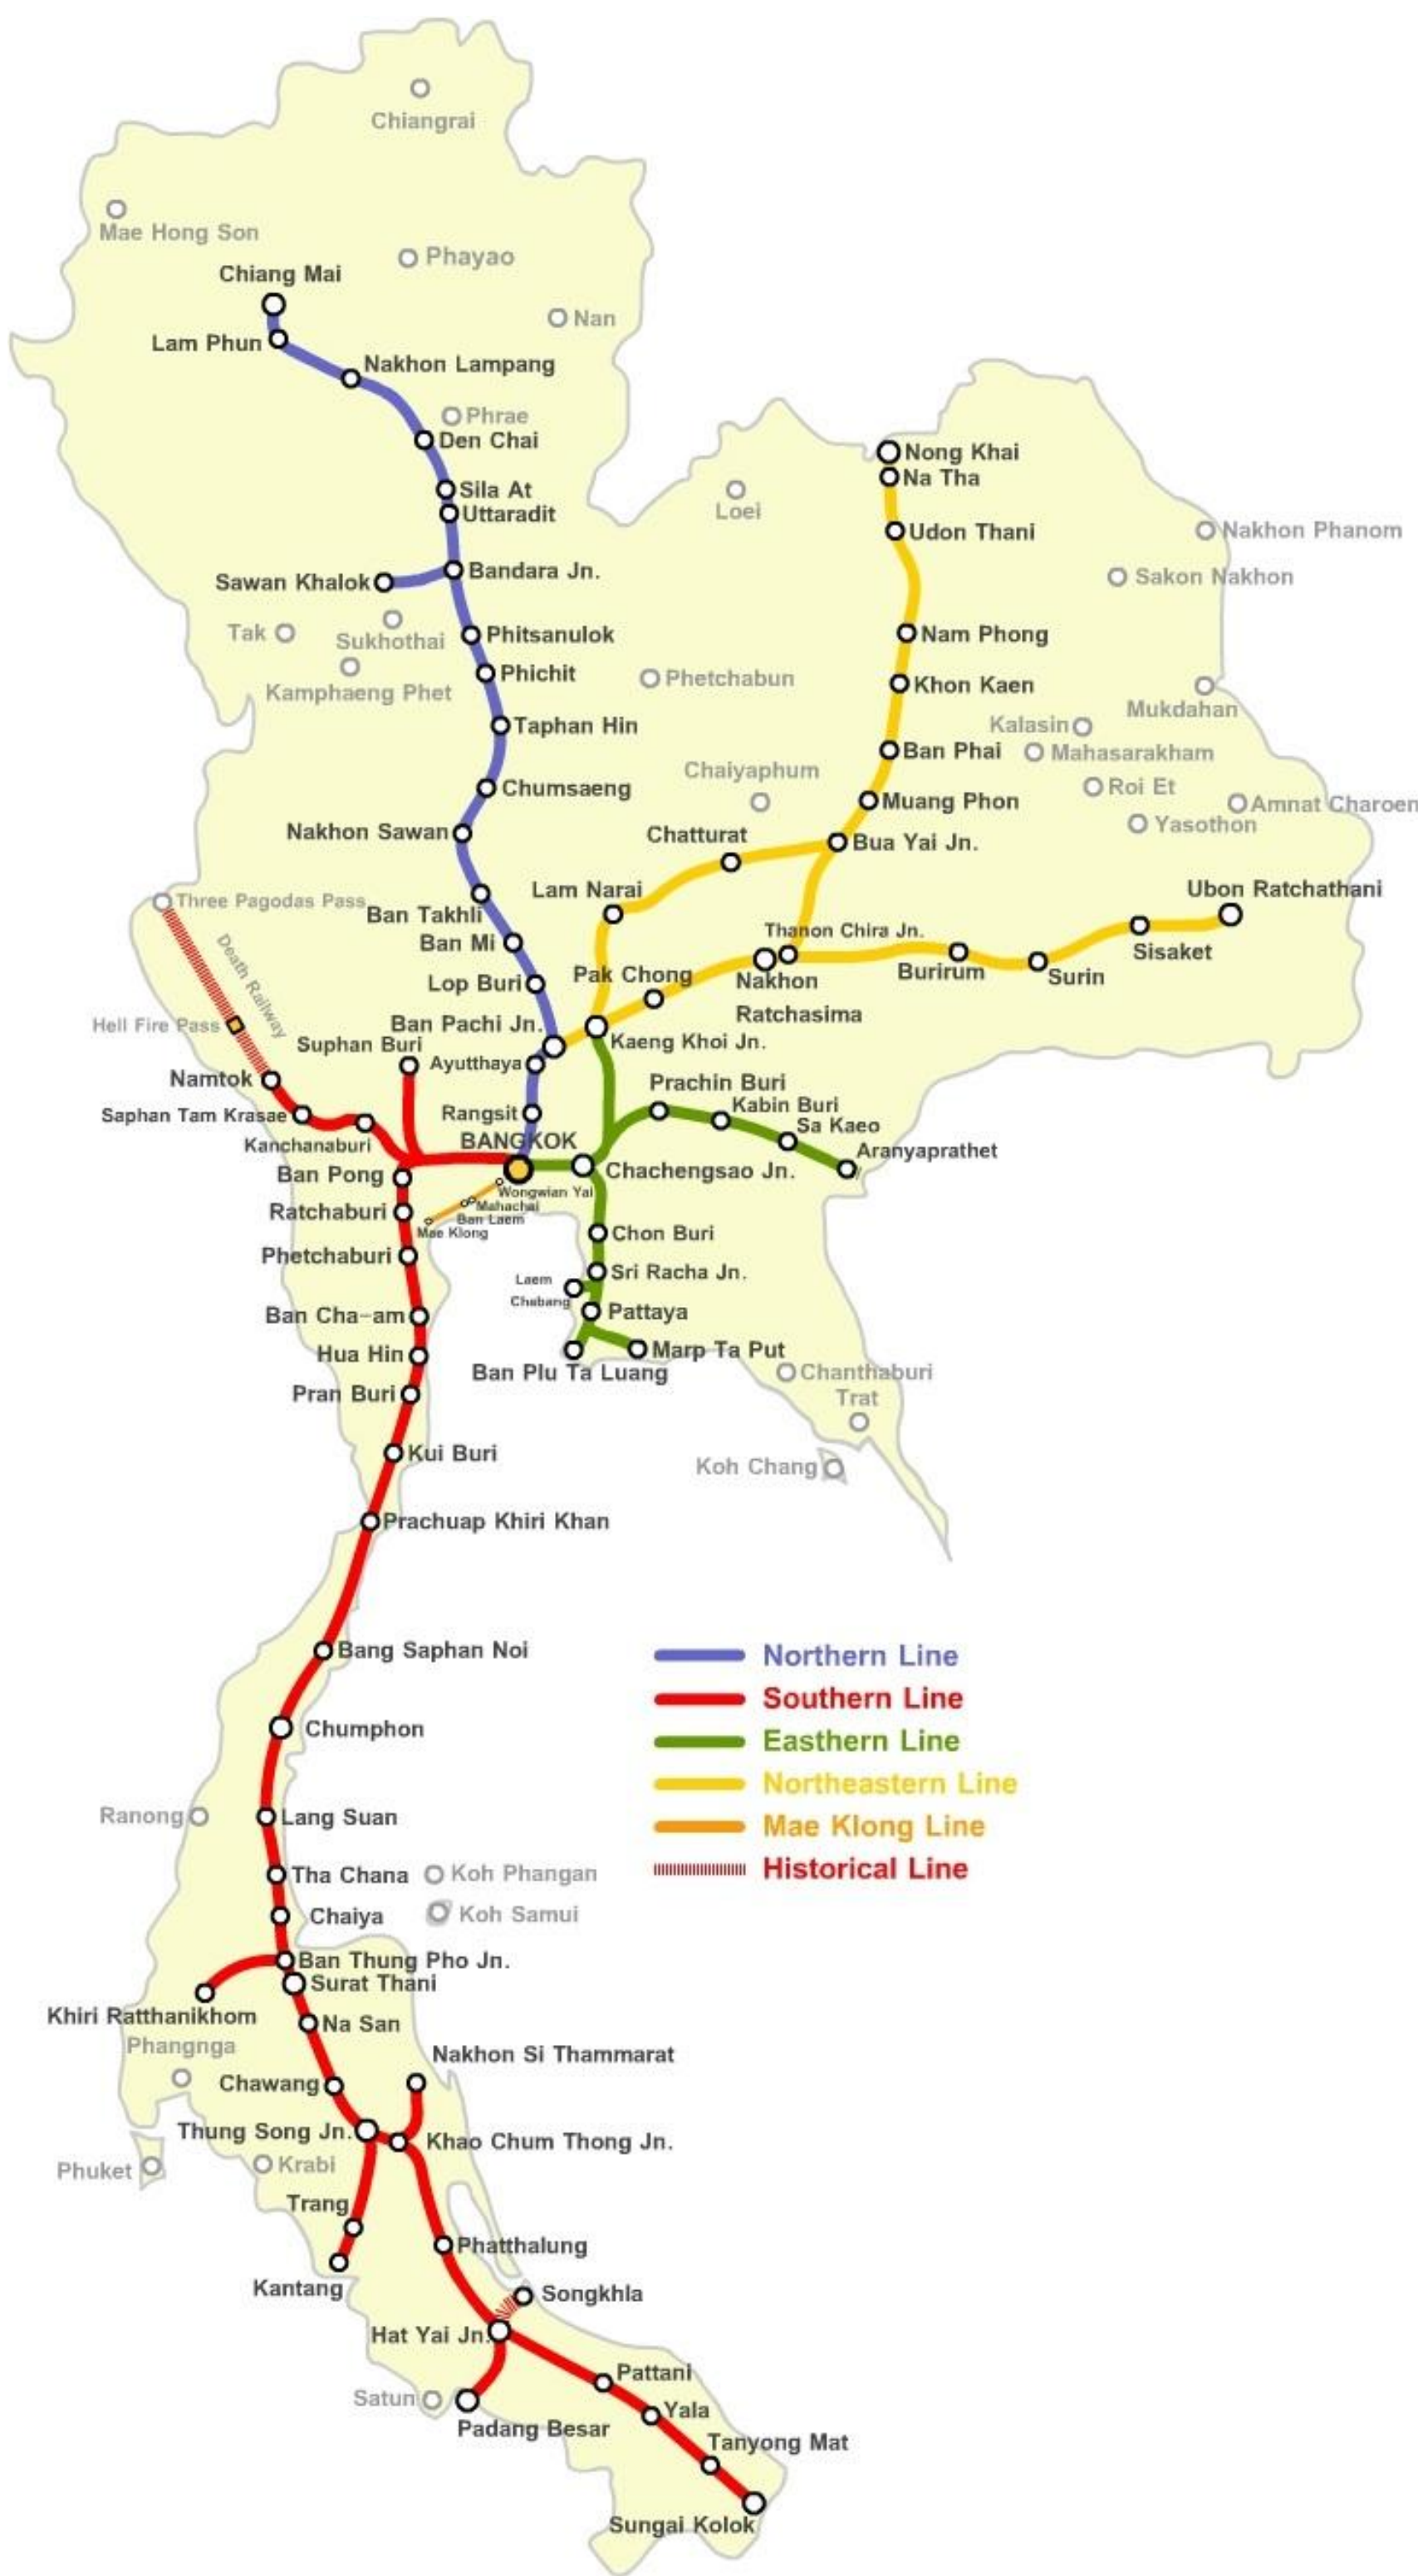 Chiangrai
Mae Hong Son
Phayao
Chiang Mai
Nan
Lam Phun
Nakhon Lampang
Phrae
Den Chai
Nong Khai
Na Tha
Sila At
Loei
Uttaradit
Udon Thani
Nakhon Phanom
Sawan Khalok
Bandara Jn.
Sakon Nakhon
Tak
Sukhothai
Phitsanulok
Nam Phong
Phichit
Phetchabun
Khon Kaen
Kamphaeng Phet
Mukdahan
Taphan Hin
Kalasin
Ban Phai
Mahasarakham
Chaiyaphum
Chumsaeng
Roi Et
Muang Phon
Amnat Charoen
Yasothon
Nakhon Sawan
Chatturat
Bua Yai Jn.
Lam Narai
Ubon Ratchathani
Three Pagodas Pass
Ban Takhli
Thanon Chira Jn.
Ban Mi
Death Railway
Sisaket
Burirum
Pak Chong
Surin
Lop Buri
Nakhon
Ratchasima
Hell Fire Pass
Ban Pachi Jn.
Suphan Buri
Kaeng Khoi Jn.
Ayutthaya
Namtok
Prachin Buri
Kabin Buri
Saphan Tam Krasae
Rangsit
Sa Kaeo
Kanchanaburi
BANGKOK
Aranyaprathet
Ban Pong
Chachengsao Jn.
Wongwian Yai
Mahachai
Ratchaburi
Ban Laem
Mae Klong
Chon Buri
Phetchaburi
Sri Racha Jn.
Laem
Chabang
Ban Cha-am
Pattaya
Hua Hin
Marp Ta Put
Ban Plu Ta Luang
Chanthaburi
Pran Buri
Trat
Kui Buri
Koh Chang
Prachuap Khiri Khan
Bang Saphan Noi
Northern Line
Southern Line
Chumphon
Easthern Line
Northeastern Line
Ranong
Lang Suan
Mae Klong Line
Historical Line
Tha Chana
Koh Phangan
Chaiya
Koh Samui
Ban Thung Pho Jn.
Surat Thani
Khiri Ratthanikhom
Na San
Phangnga
Nakhon Si Thammarat
Chawang
Thung Song Jn.
Khao Chum Thong Jn.
Phuket
Krabi
Trang
Phatthalung
Kantang
Songkhla
Hat Yai Jn.
Pattani
Satun
Yala
Padang Besar
Tanyong Mat
Sungai Kolok